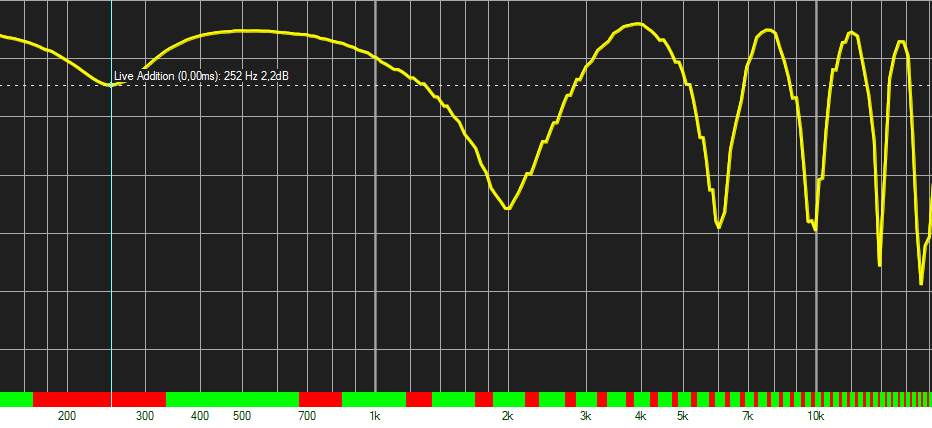 Live Addition (0,00ms): 252 Hz 2,2dB
200 300 400 500 700 1k 2k 3k 4k 5k 7k 10k